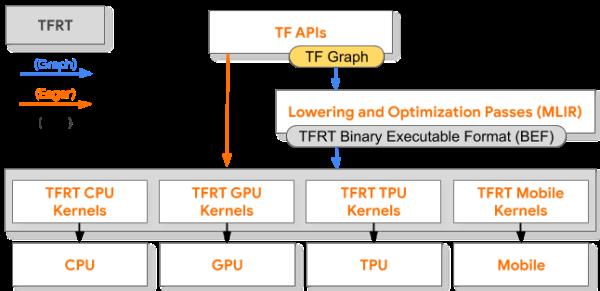 TFRT
TF APIs
TF Graph
(Graph)
(Eager)
( )
Lowering and Optimization Passes (MLIR)
TFRT Binary Executable Format (BEF)
TFRT CPU
Kernels
TFRT GPU
Kernels
TFRT TPU
Kernels
TFRT Mobile
Kernels
CPU
GPU
TPU
Mobile